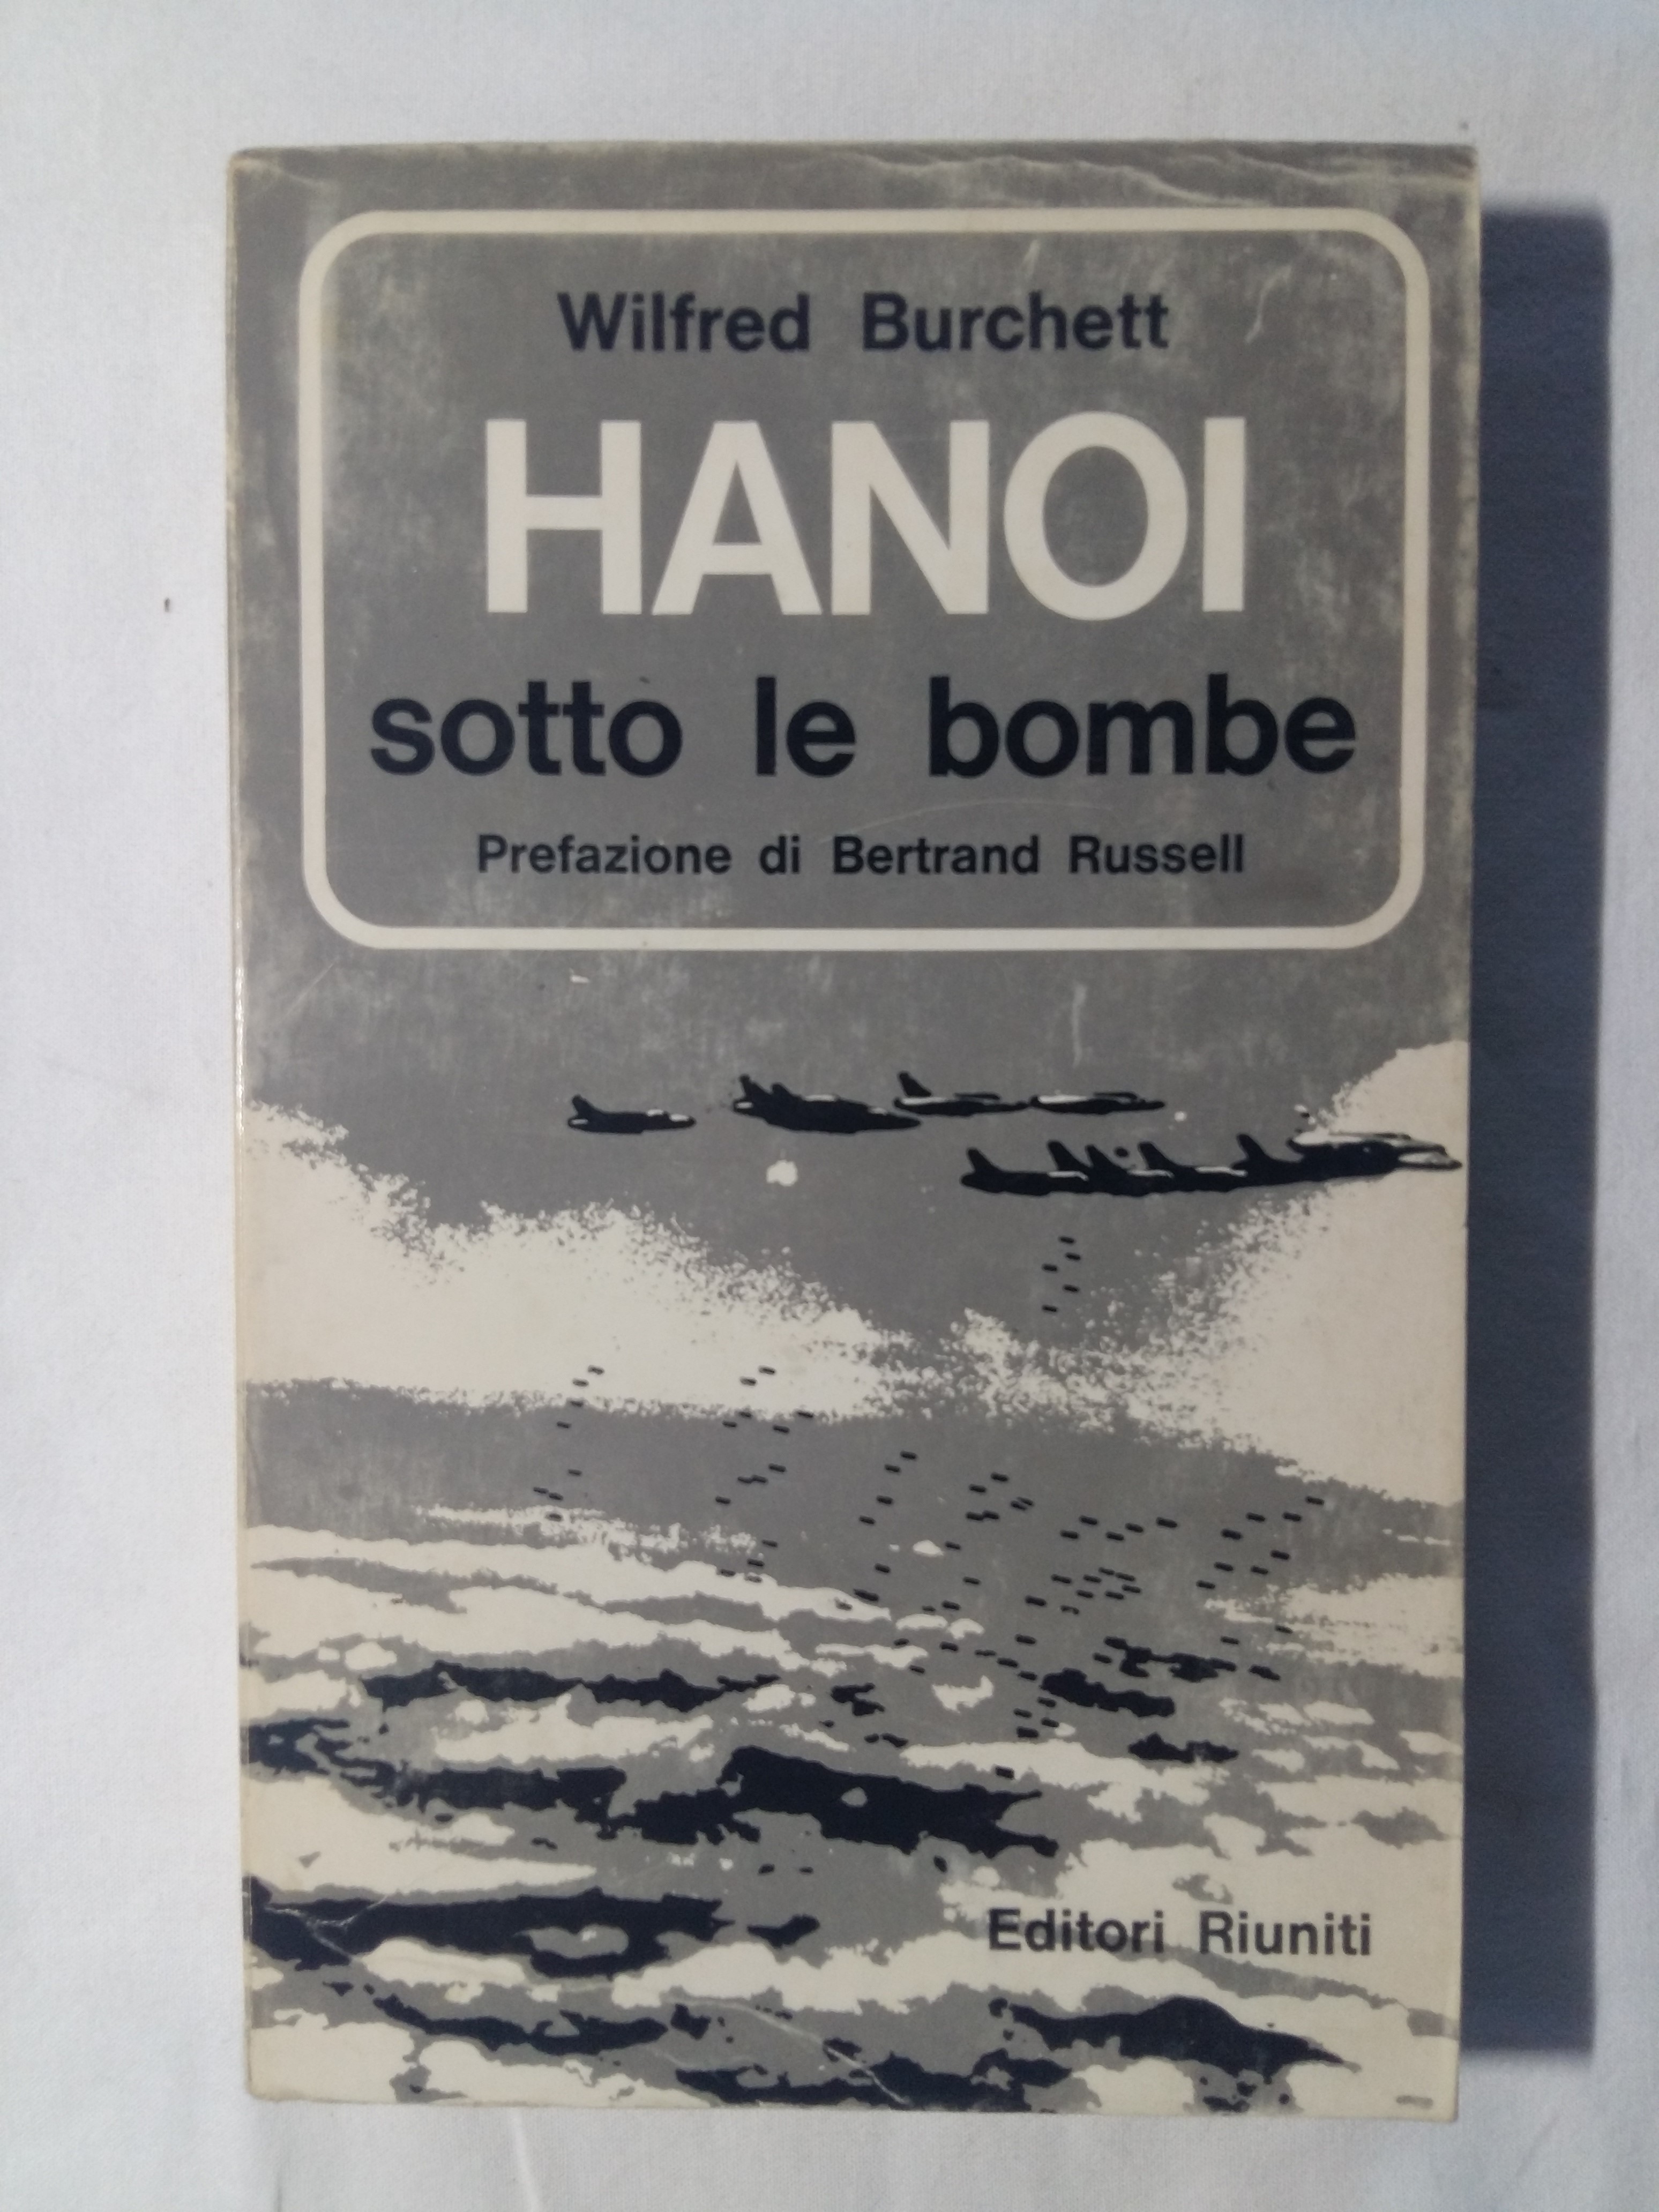 Wilfred Burchett
HANOI
sotto le bombe
Prefazione di Bertrand Russell
Editori Riuniti